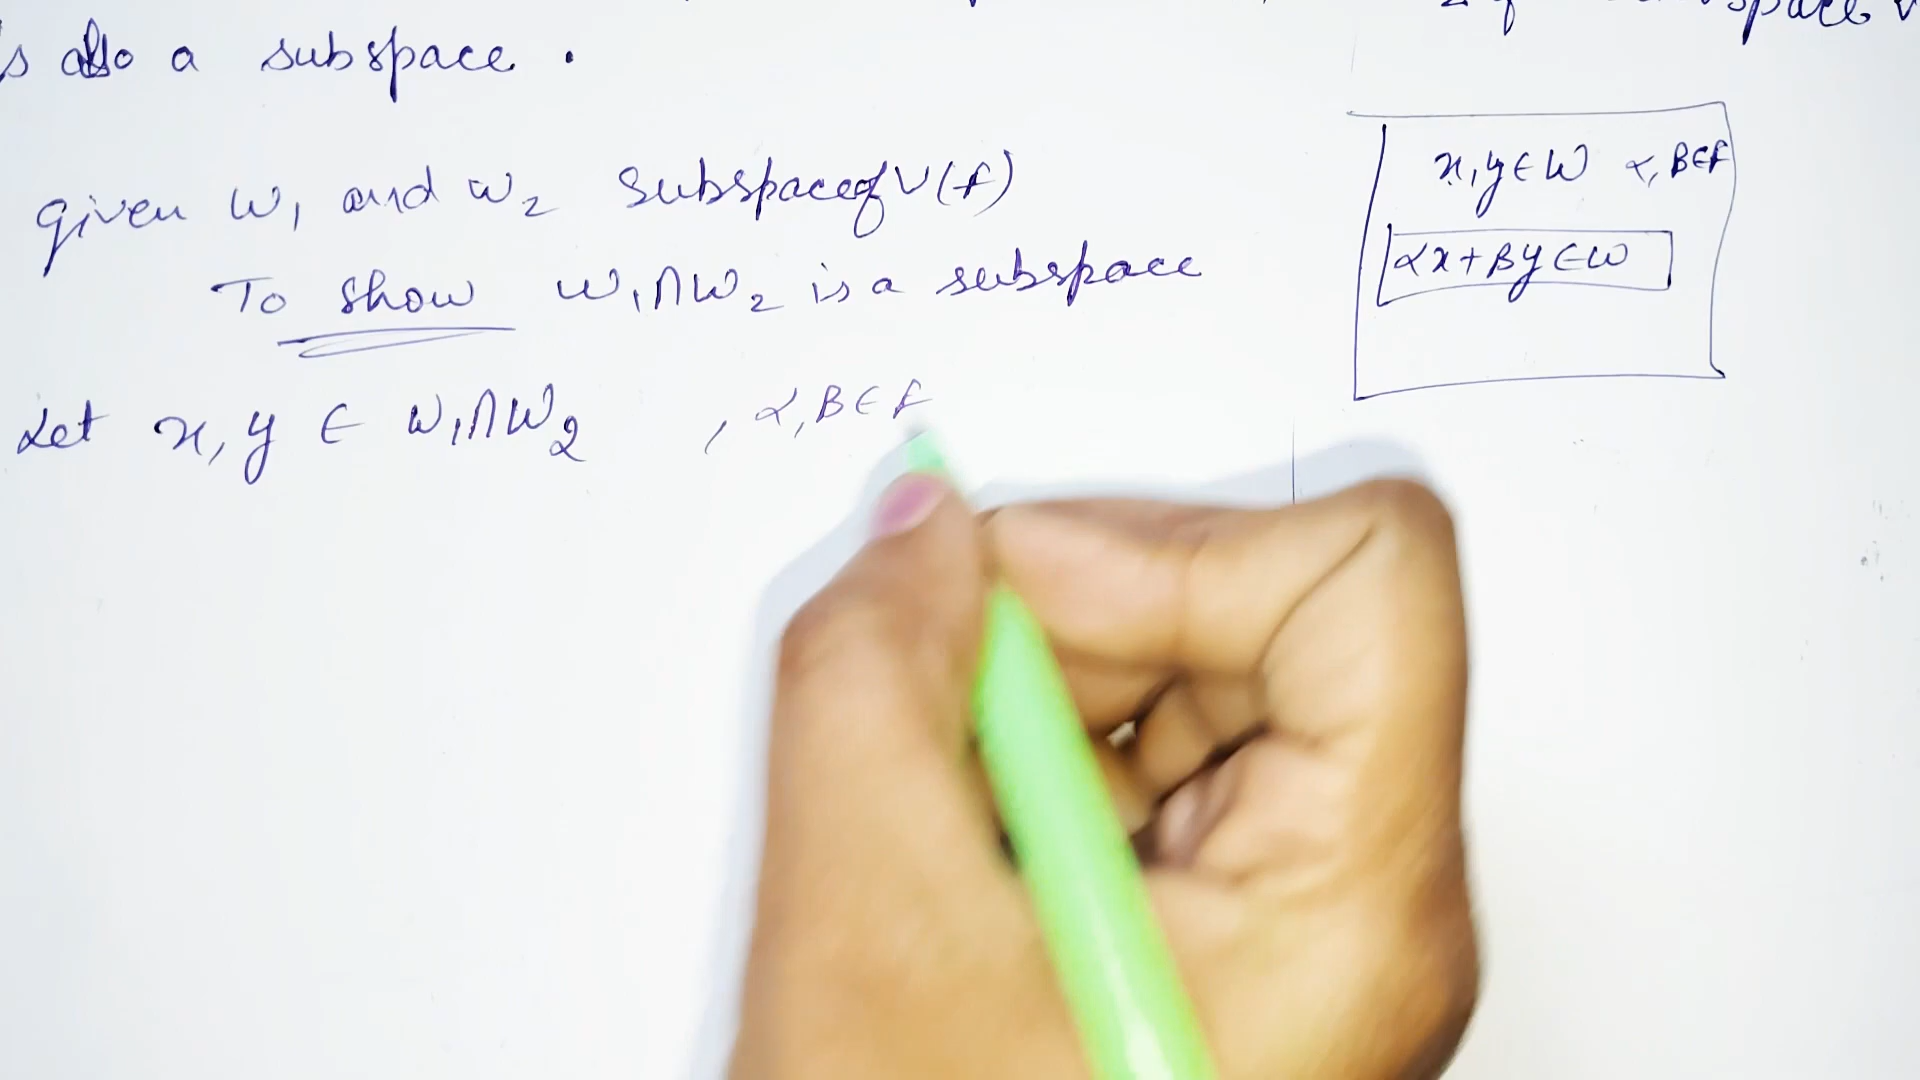 s also a subspace.
given W₁ and W₂ subspace of V(F)
To show W₁∩W₂ is a subspace
Let x, y ∈ W₁∩W₂ , α, β ∈ F
x, y ∈ W α, β ∈ F
αx + βy ∈ W